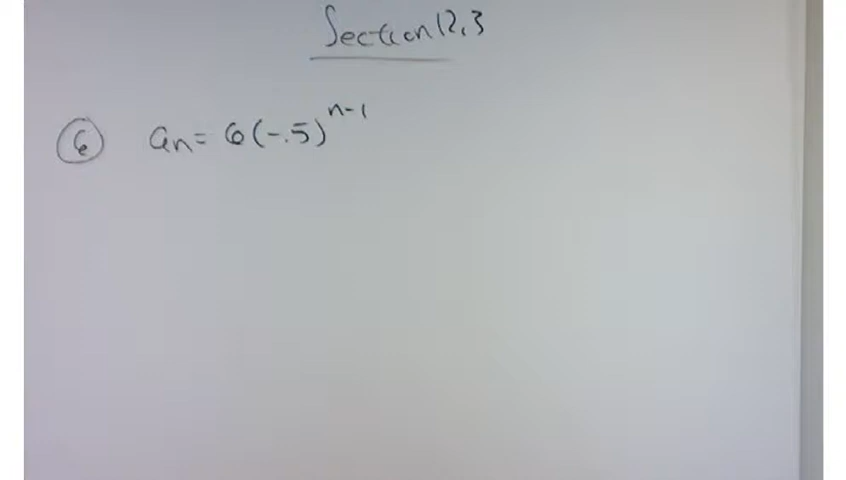 Section 12.3
6 an = 6(-.5)^n-1